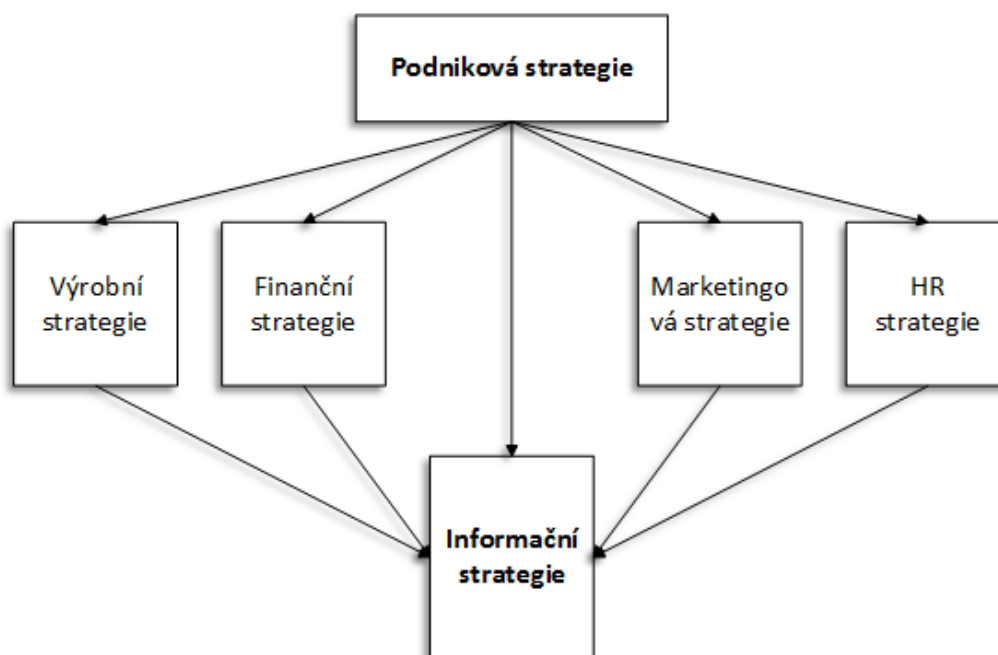 Podniková strategie
Výrobní
strategie
Finanční
strategie
Marketingo
vá strategie
HR
strategie
Informační
strategie